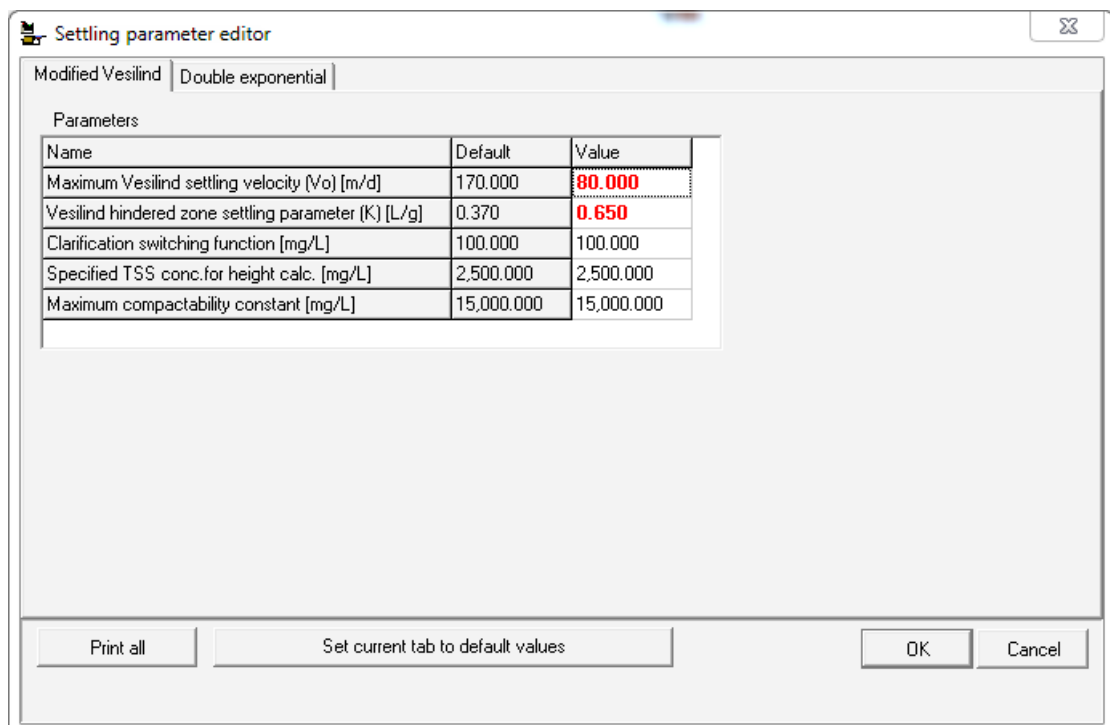 Settling parameter editor
Modified Vesilind Double exponential
Parameters
Name Default Value
Maximum Vesilind settling velocity (Vo) [m/d] 170.000 80.000
Vesilind hindered zone settling parameter (K) [L/g] 0.370 0.650
Clarification switching function [mg/L] 100.000 100.000
Specified TSS conc.for height calc. [mg/L] 2,500.000 2,500.000
Maximum compactability constant [mg/L] 15,000.000 15,000.000
Print all Set current tab to default values OK Cancel